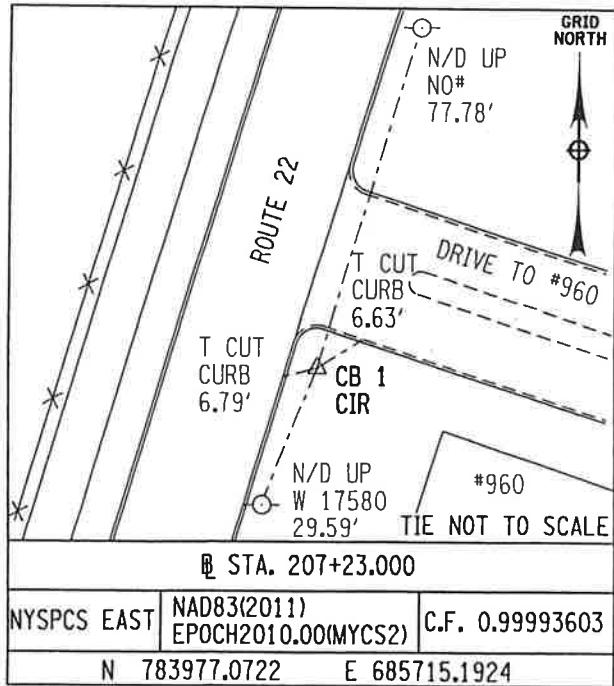 GRID
NORTH
N/D UP
NO#
77.78'
ROUTE 22
DRIVE TO #960
T CUT
CURB
6.63'
T CUT
CURB
6.79'
CB 1
CIR
N/D UP
W 17580
29.59'
#960
TIE NOT TO SCALE
BL STA. 207+23.000
NYSPCS EAST
NAD83(2011)
EPOCH2010.00(MYCS2)
C.F. 0.99993603
N 783977.0722 E 685715.1924